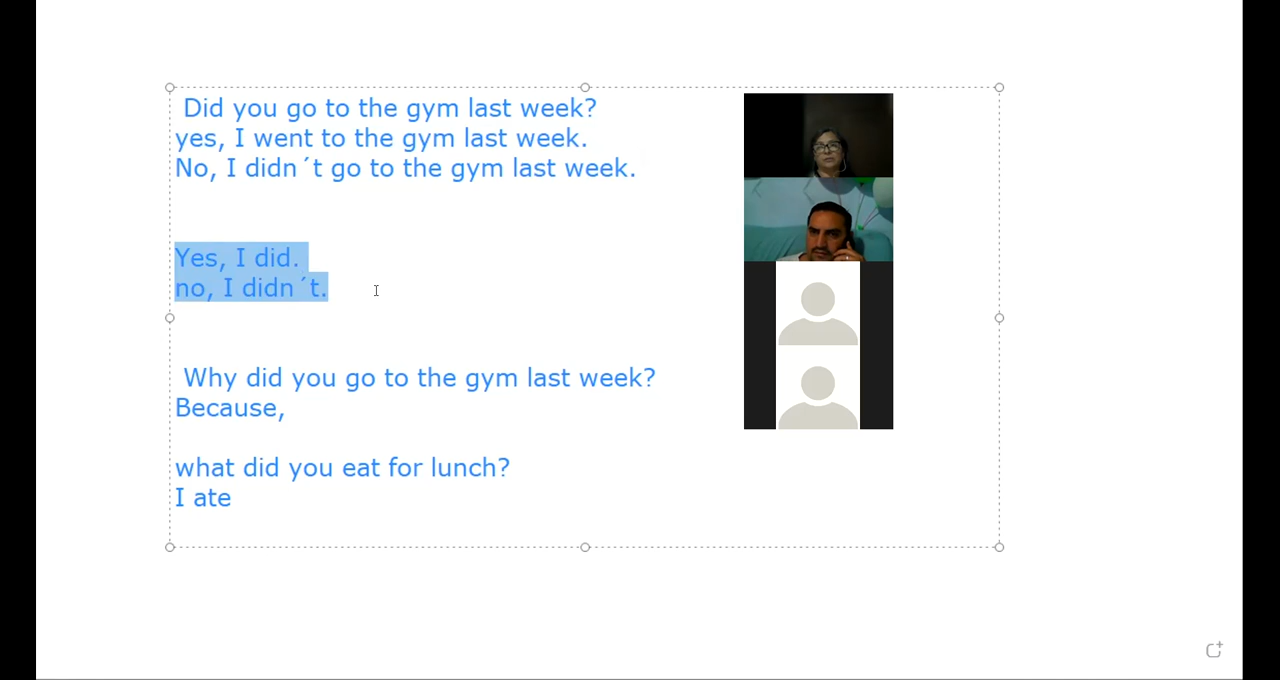 Did you go to the gym last week?
yes, I went to the gym last week.
No, I didn´t go to the gym last week.
Yes, I did.
no, I didn´t.
Why did you go to the gym last week?
Because,
what did you eat for lunch?
I ate